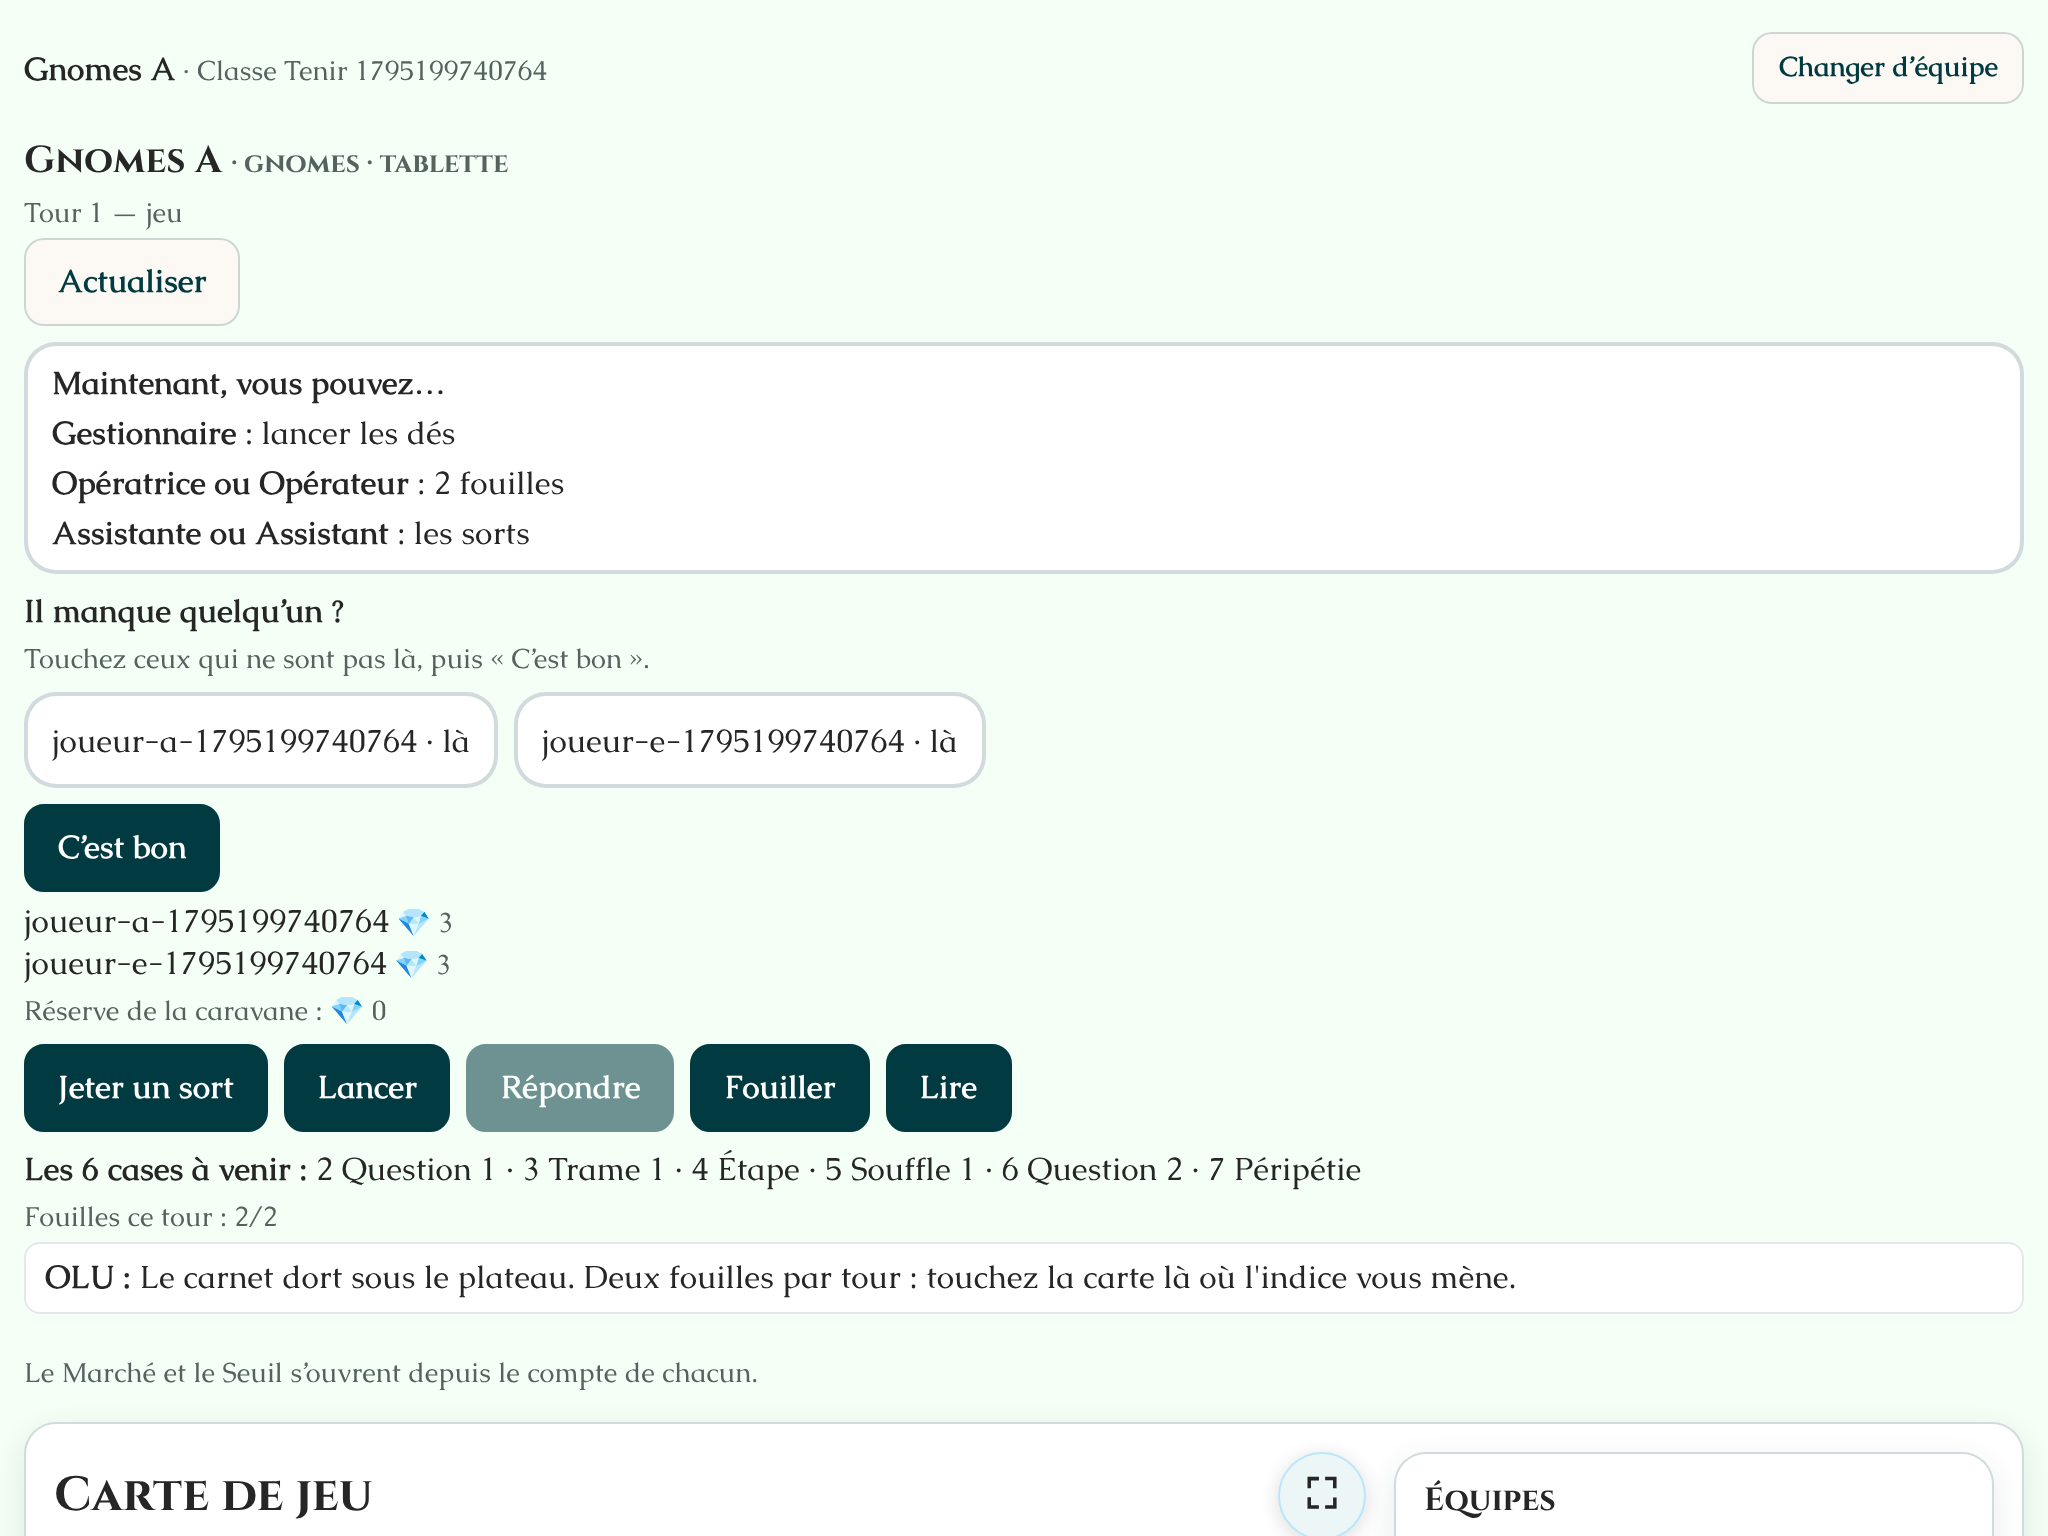 Gnomes A · Classe Tenir 1795199740764
Changer d’équipe
Gnomes A · gnomes · tablette
Tour 1 — jeu
Actualiser
Maintenant, vous pouvez…
Gestionnaire : lancer les dés
Opératrice ou Opérateur : 2 fouilles
Assistante ou Assistant : les sorts
Il manque quelqu’un ?
Touchez ceux qui ne sont pas là, puis « C’est bon ».
joueur-a-1795199740764 · là
joueur-e-1795199740764 · là
C’est bon
joueur-a-1795199740764 💎 3
joueur-e-1795199740764 💎 3
Réserve de la caravane : 💎 0
Jeter un sort
Lancer
Répondre
Fouiller
Lire
Les 6 cases à venir : 2 Question 1 · 3 Trame 1 · 4 Étape · 5 Souffle 1 · 6 Question 2 · 7 Péripétie
Fouilles ce tour : 2/2
OLU : Le carnet dort sous le plateau. Deux fouilles par tour : touchez la carte là où l'indice vous mène.
Le Marché et le Seuil s’ouvrent depuis le compte de chacun.
Carte de jeu
Équipes